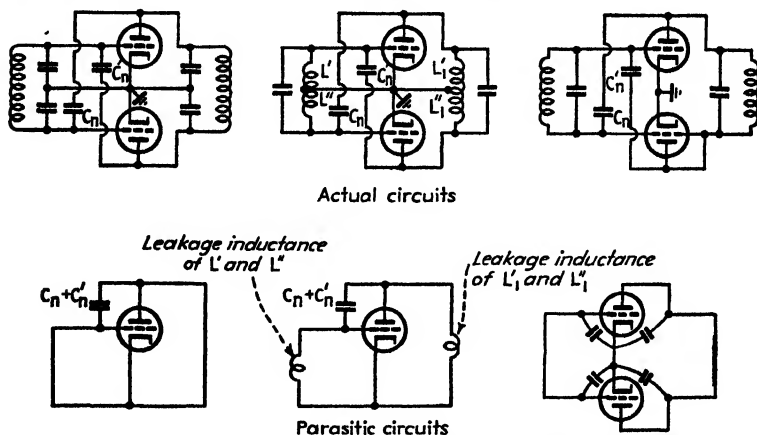 C'n
Cn
L'
L"
C'n
Cn
L'1
L"1
C'n
Cn
Actual circuits
Leakage inductance
of L' and L"
Leakage inductance
of L'1 and L"1
Cn+C'n
Cn+C'n
Parasitic circuits